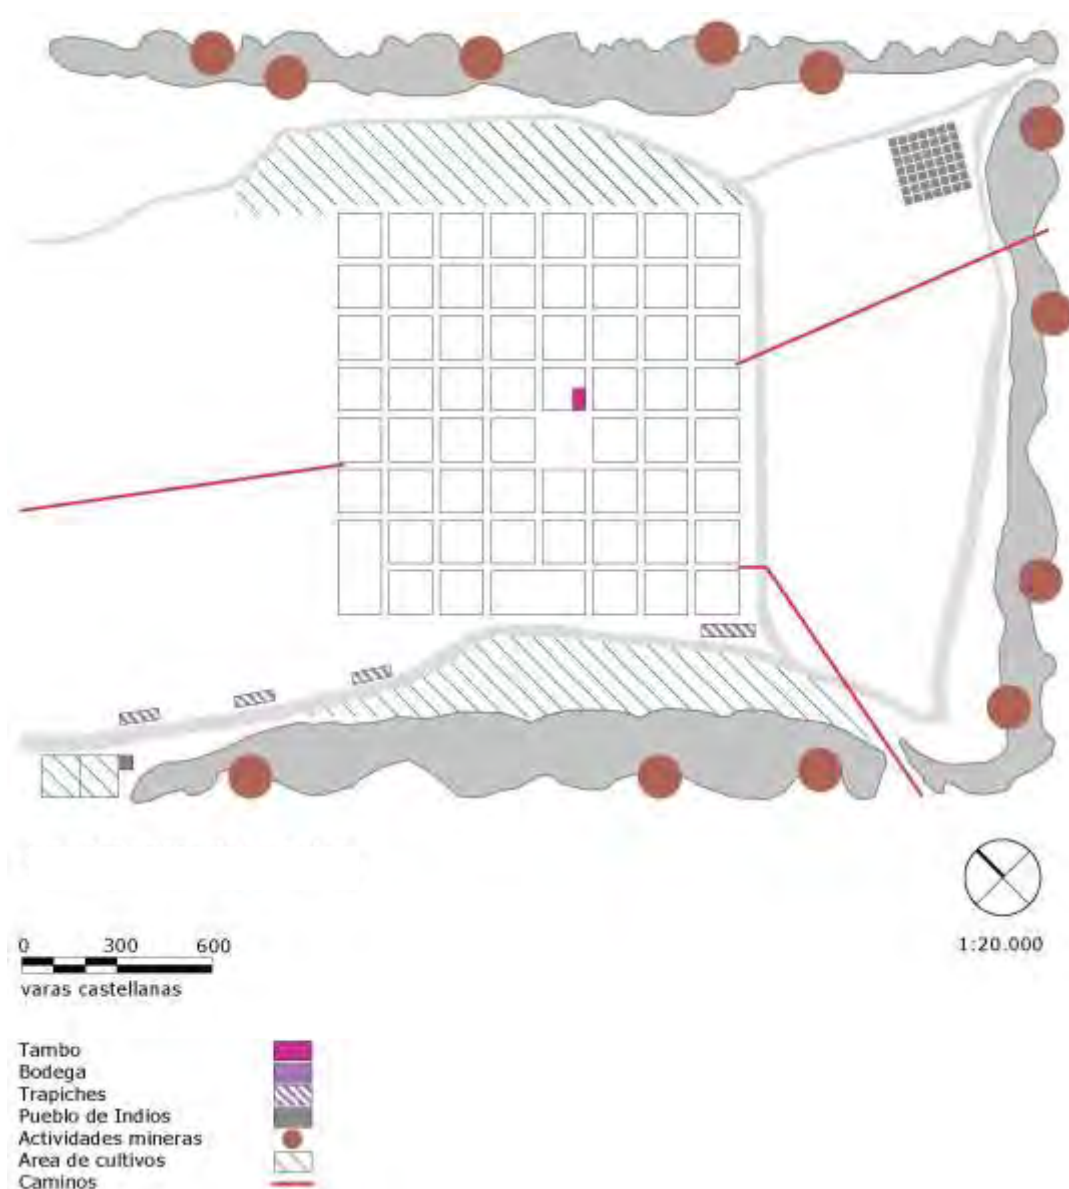 1:20.000
0 300 600
varas castellanas
Tambo
Bodega
Trapiches
Pueblo de Indios
Actividades mineras
Area de cultivos
Caminos